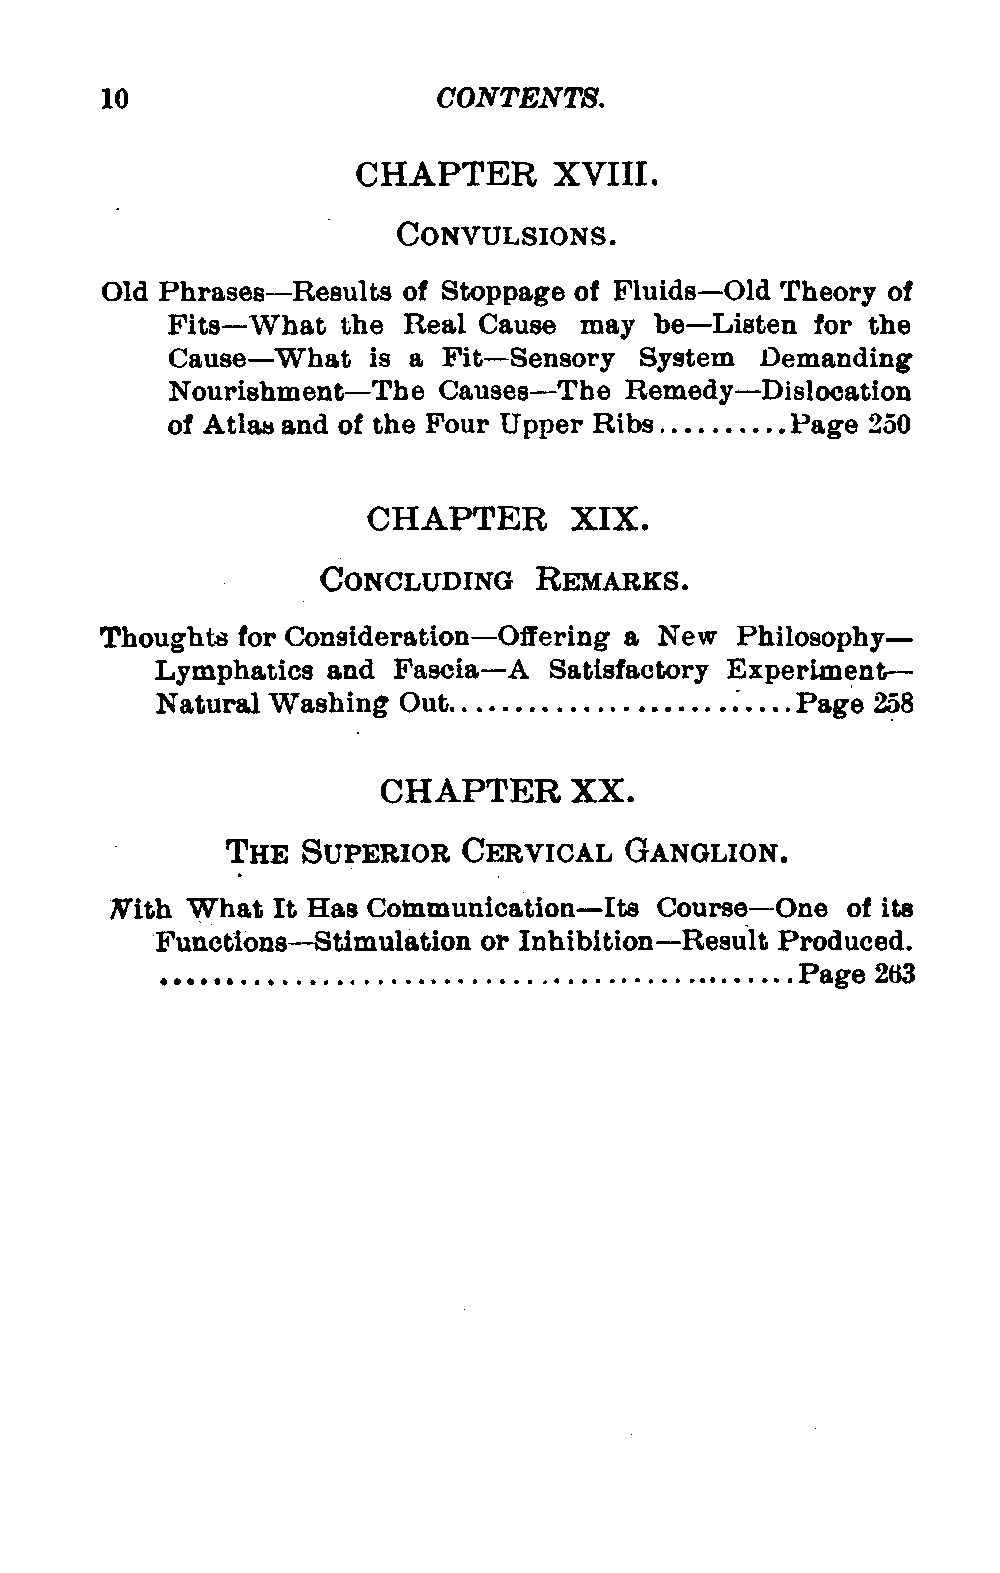 10 CONTENTS.
CHAPTER XVIII.
CONVULSIONS.
Old Phrases—Results of Stoppage of Fluids—Old Theory of
Fits—What the Real Cause may be—Listen for the
Cause—What is a Fit—Sensory System Demanding
Nourishment—The Causes—The Remedy—Dislocation
of Atlas and of the Four Upper Ribs..........Page 250
CHAPTER XIX.
CONCLUDING REMARKS.
Thoughts for Consideration—Offering a New Philosophy—
Lymphatics and Fascia—A Satisfactory Experiment—
Natural Washing Out..........................Page 258
CHAPTER XX.
THE SUPERIOR CERVICAL GANGLION.
With What It Has Communication—Its Course—One of its
Functions—Stimulation or Inhibition—Result Produced.
................................................Page 263